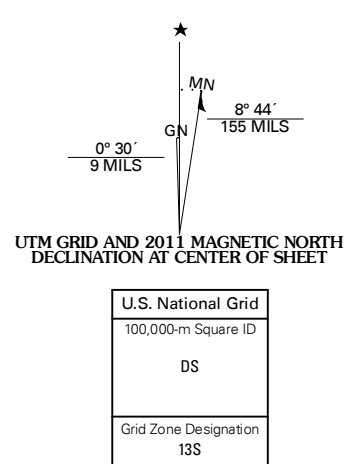 ★
MN
GN
8° 44´
155 MILS
0° 30´
9 MILS
UTM GRID AND 2011 MAGNETIC NORTH
DECLINATION AT CENTER OF SHEET
U.S. National Grid
100,000-m Square ID
DS
Grid Zone Designation
13S